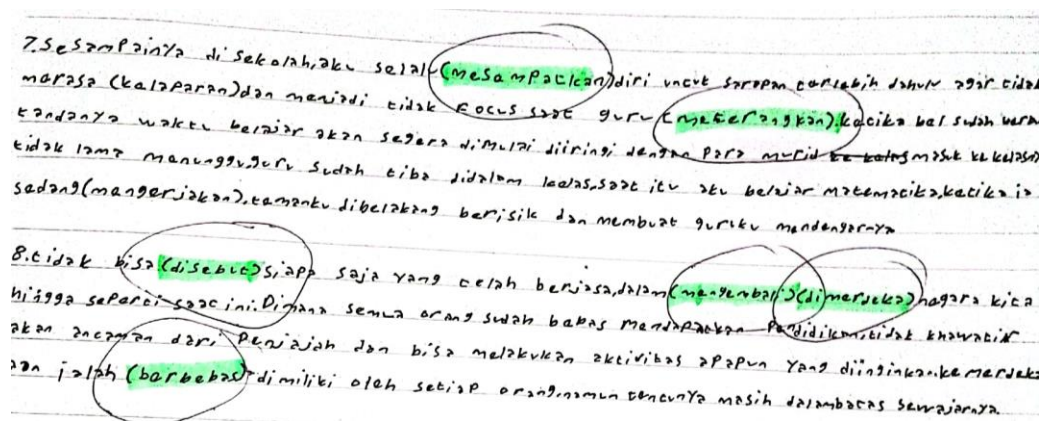 7.Sesampainya di sekolah,aku selalu (mesampatkan) diri untuk sarapan terlebih dahulu agar tidak
merasa (kelaparan) dan menjadi tidak Focus saat guru (meterangkan). ketika bel sudah
tandanya waktu belajar akan segera dimulai diiringi dengan Para murid masuk ke kelasnya
tidak lama menunggu,guru sudah tiba didalam kelas,saat itu aku belajar matematika,ketika ia
sedang (mengerjakan), temanku dibelakang berisik dan membuat guruku mendengarnya
8.tidak bisa (disebut) siapa saja yang telah berjasa,dalam (mengembali) (dimerdeka) negara kita
hingga seperti saat ini. Dimana semua orang sudah bebas mendapatkan Pendidikan,tidak khawatir
akan ancaman dari Penjajah dan bisa melakukan aktivitas apapun yang diinginkan.kemerdeka
aan ialah (berbebas) dimiliki oleh setiap orang,namun tentunya masih dalam batas sewajarnya.